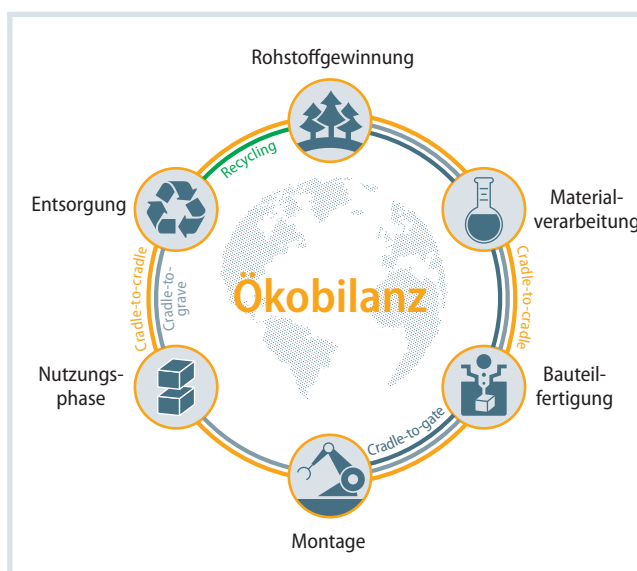 Rohstoffgewinnung
Recycling
Entsorgung
Material-
verarbeitung
Cradle-to-cradle
Cradle-to-
grave
Ökobilanz
Cradle-to-cradle
Nutzungs-
phase
Bauteil-
fertigung
Cradle-to-gate
Montage